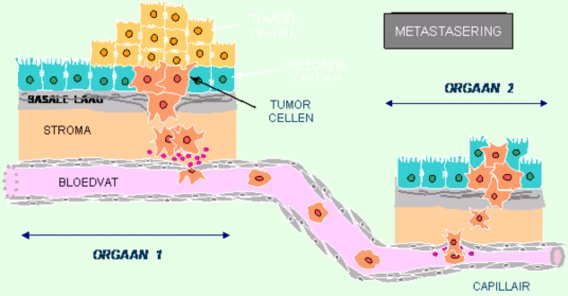 TUMOR
CELLEN
METASTASERING
GEZONDE
CELLEN
ORGAAN 2
BASALE LAAG
TUMOR
CELLEN
STROMA
BLOEDVAT
ORGAAN 1
CAPILLAIR